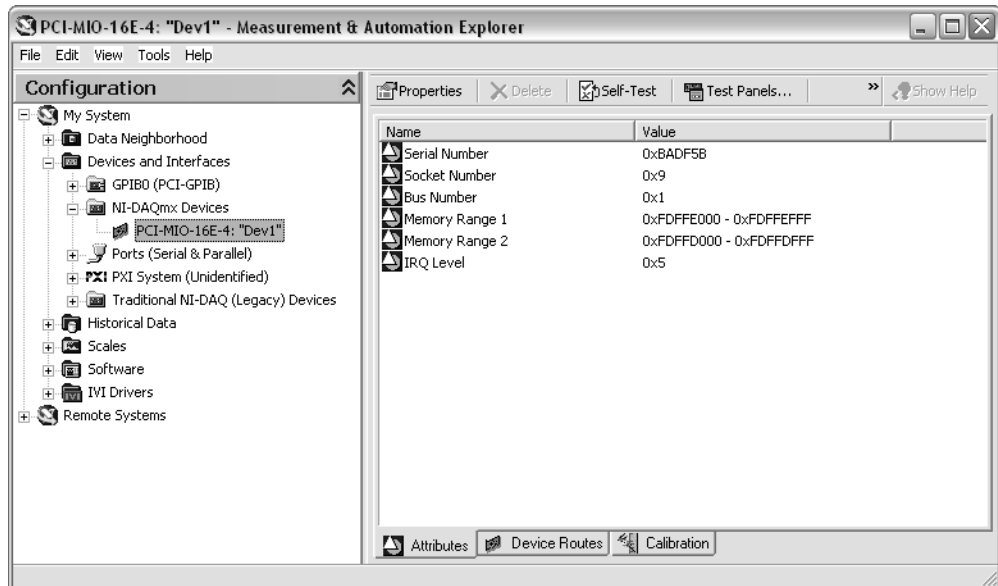 PCI-MIO-16E-4: "Dev1" - Measurement & Automation Explorer
File Edit View Tools Help
Configuration
My System
Data Neighborhood
Devices and Interfaces
GPIB0 (PCI-GPIB)
NI-DAQmx Devices
PCI-MIO-16E-4: "Dev1"
Ports (Serial & Parallel)
PXI PXI System (Unidentified)
Traditional NI-DAQ (Legacy) Devices
Historical Data
Scales
Software
IVI IVI Drivers
Remote Systems
Properties Delete Self-Test Test Panels... » Show Help
Name Value
Serial Number 0xBADF5B
Socket Number 0x9
Bus Number 0x1
Memory Range 1 0xFDFFE000 - 0xFDFFEFFF
Memory Range 2 0xFDFFD000 - 0xFDFFDFFF
IRQ Level 0x5
Attributes Device Routes Calibration